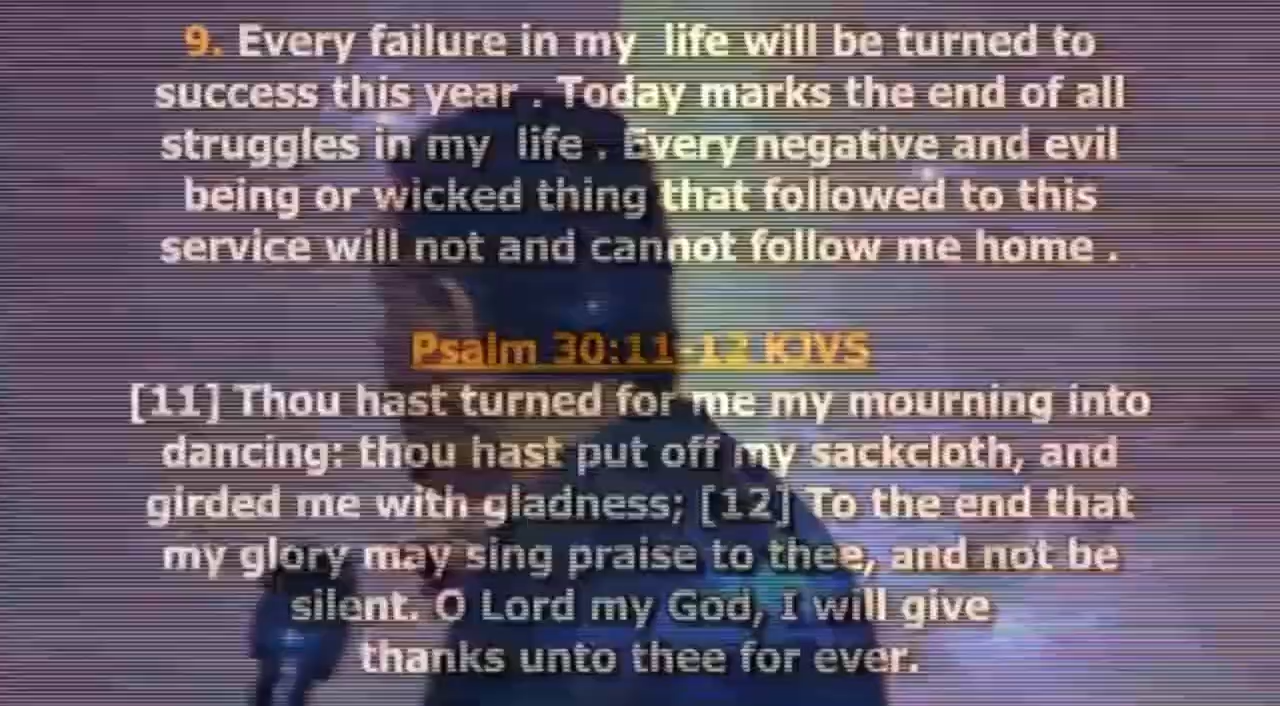 9. Every failure in my life will be turned to
success this year . Today marks the end of all
struggles in my life . Every negative and evil
being or wicked thing that followed to this
service will not and cannot follow me home .
Psalm 30:11-12 KJVS
[11] Thou hast turned for me my mourning into
dancing: thou hast put off my sackcloth, and
girded me with gladness; [12] To the end that
my glory may sing praise to thee, and not be
silent. O Lord my God, I will give
thanks unto thee for ever.